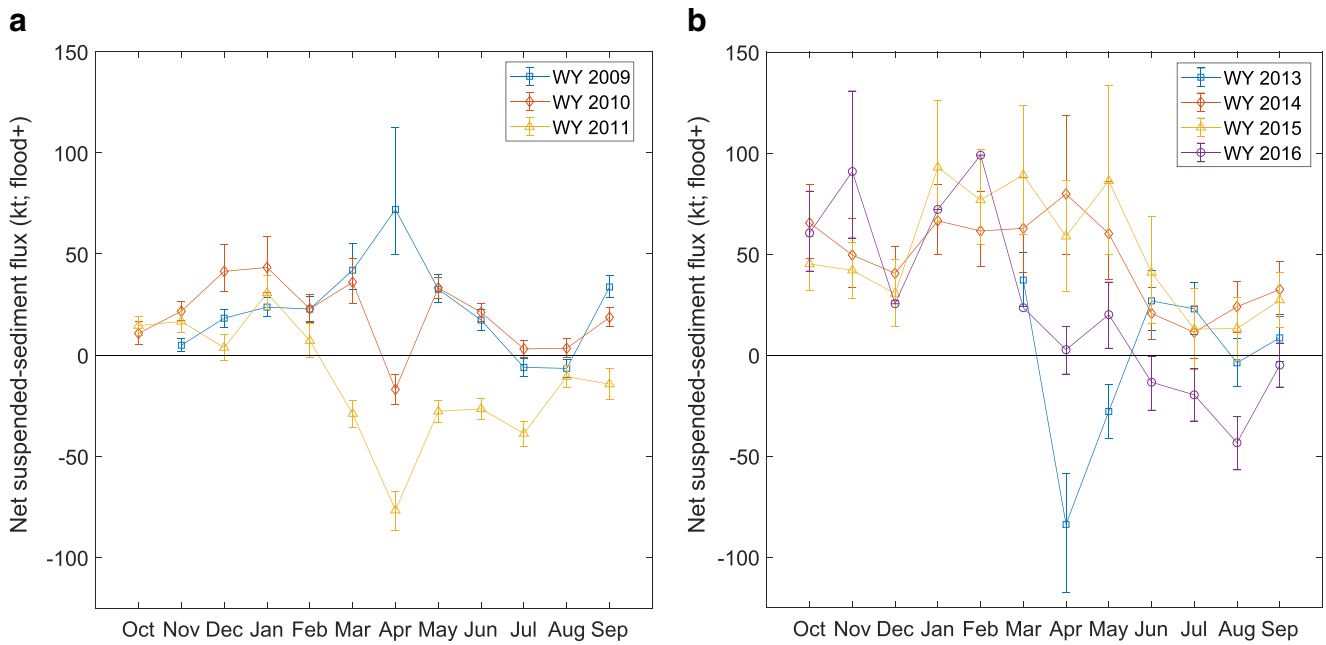 a
Net suspended-sediment flux (kt; flood+)
150
100
50
0
-50
-100
WY 2009
WY 2010
WY 2011
Oct Nov Dec Jan Feb Mar Apr May Jun Jul Aug Sep
b
Net suspended-sediment flux (kt; flood+)
150
100
50
0
-50
-100
WY 2013
WY 2014
WY 2015
WY 2016
Oct Nov Dec Jan Feb Mar Apr May Jun Jul Aug Sep